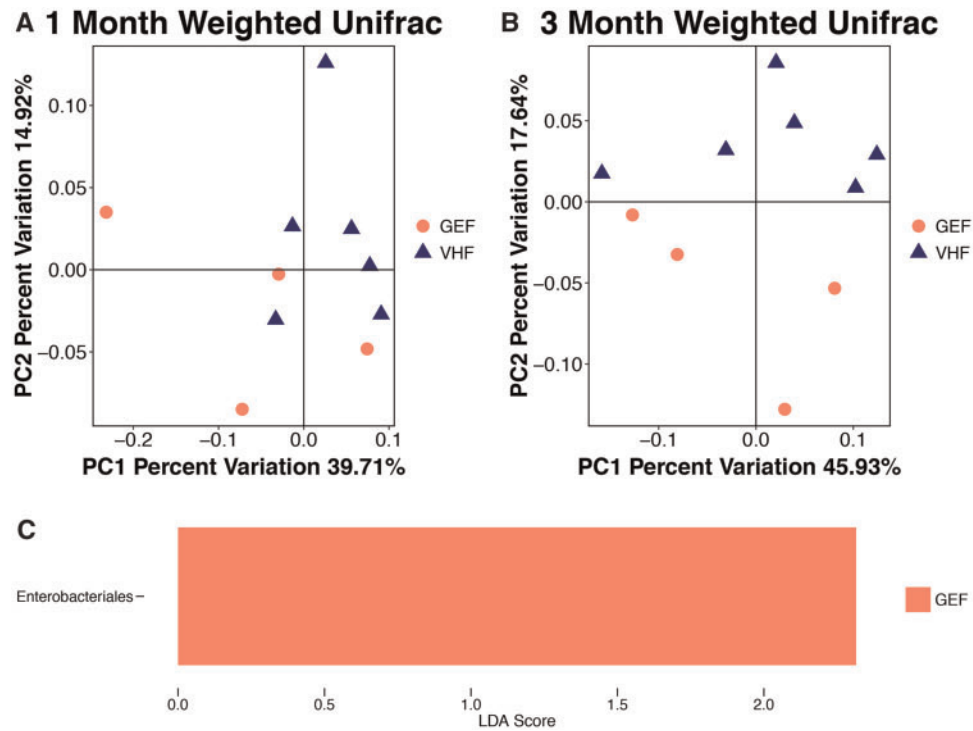 A 1 Month Weighted Unifrac
PC2 Percent Variation 14.92%
0.10
0.05
0.00
−0.05
−0.2 −0.1 0.0 0.1
PC1 Percent Variation 39.71%
GEF
VHF
B 3 Month Weighted Unifrac
PC2 Percent Variation 17.64%
0.05
0.00
−0.05
−0.10
−0.1 0.0 0.1
PC1 Percent Variation 45.93%
GEF
VHF
C
Enterobacteriales
0.0 0.5 1.0 1.5 2.0
LDA Score
GEF